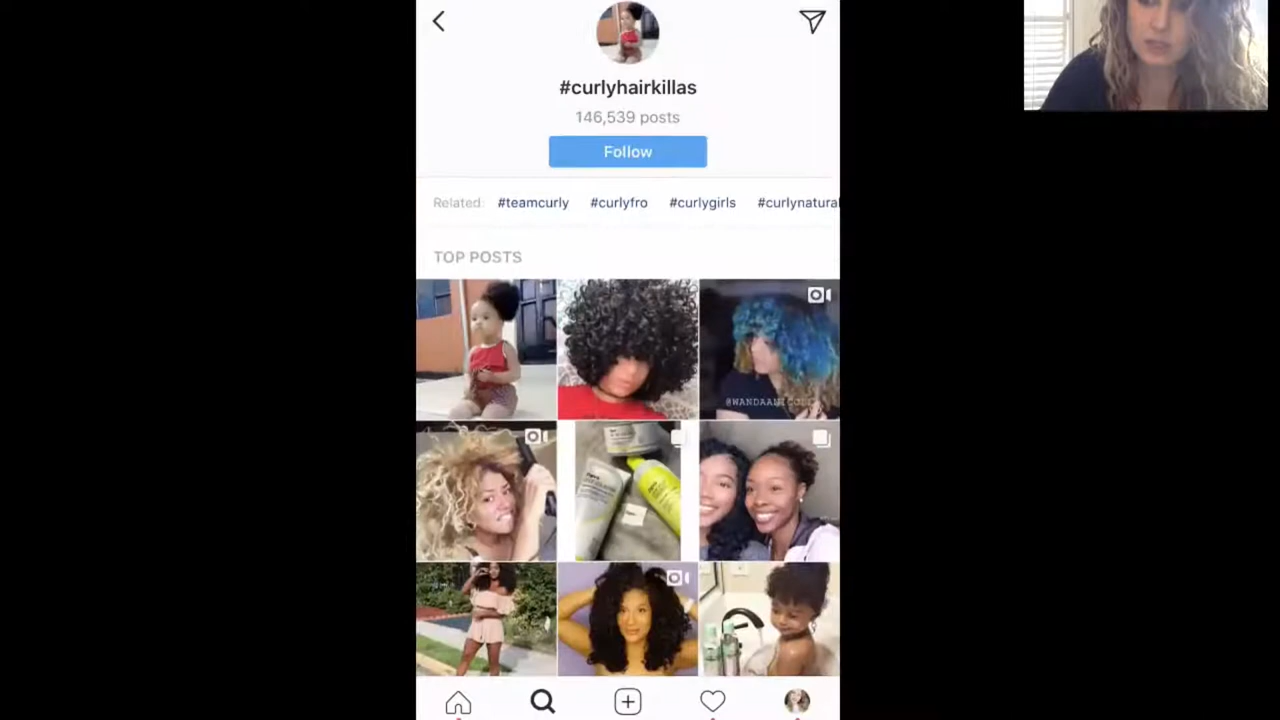 #curlyhairkillas
146,539 posts
Follow
Related: #teamcurly #curlyfro #curlygirls #curlynatural
TOP POSTS